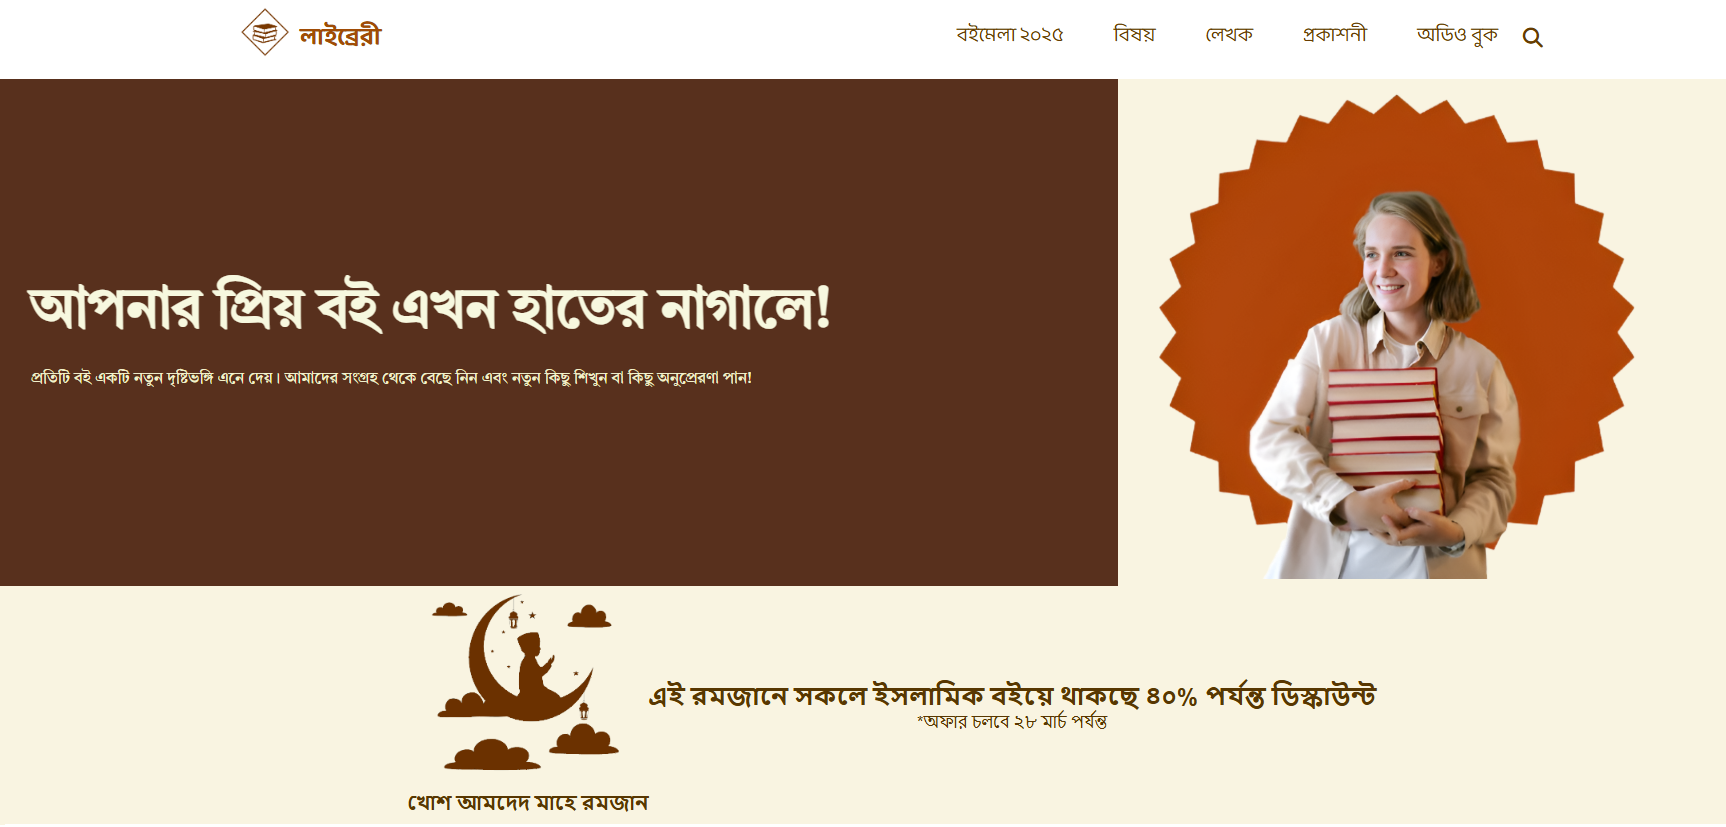 লাইব্রেরী
বইমেলা ২০২৫ বিষয় লেখক প্রকাশনী অডিও বুক
আপনার প্রিয় বই এখন হাতের নাগালে!
প্রতিটি বই একটি নতুন দৃষ্টিভঙ্গি এনে দেয়। আমাদের সংগ্রহ থেকে বেছে নিন এবং নতুন কিছু শিখুন বা কিছু অনুপ্রেরণা পান!
এই রমজানে সকলে ইসলামিক বইয়ে থাকছে ৪০% পর্যন্ত ডিস্কাউন্ট
*অফার চলবে ২৮ মার্চ পর্যন্ত
খোশ আমদেদ মাহে রমজান